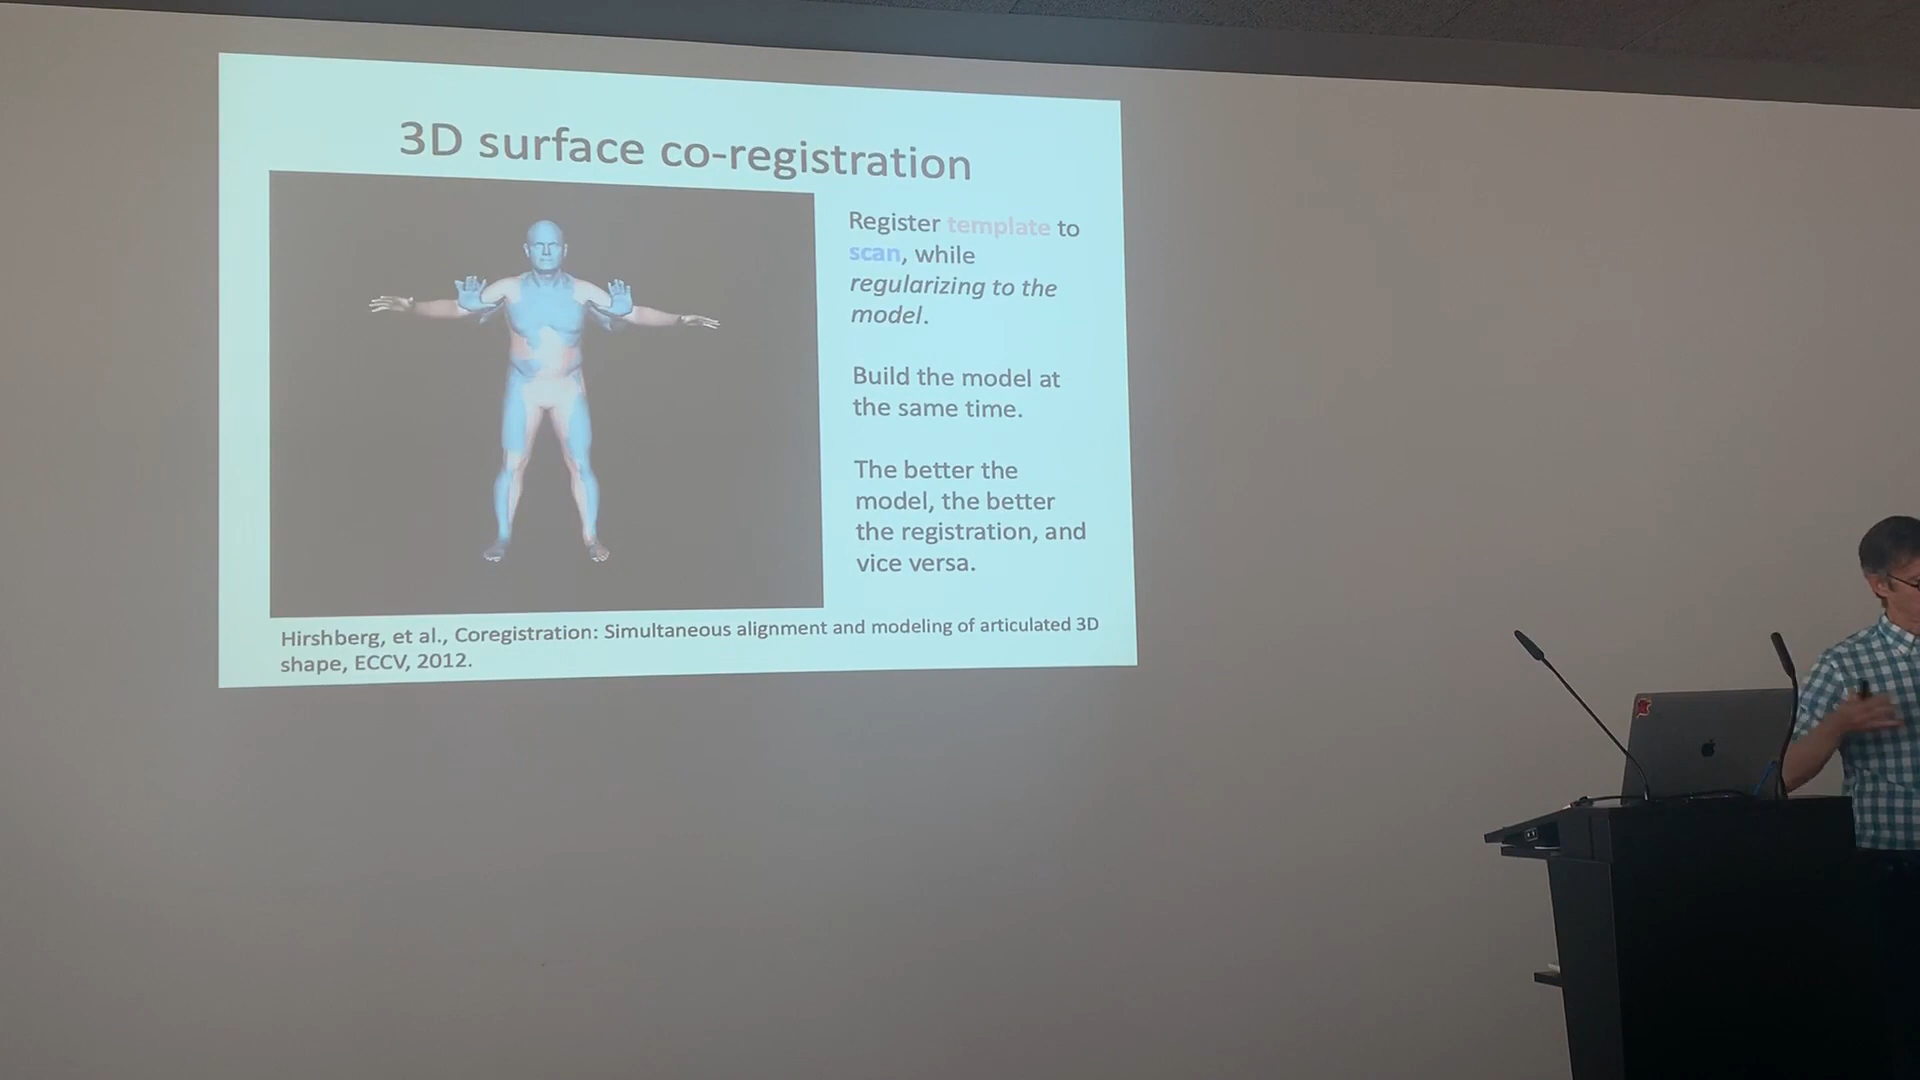 3D surface co-registration
Register template to
scan, while
regularizing to the
model.
Build the model at
the same time.
The better the
model, the better
the registration, and
vice versa.
Hirshberg, et al., Coregistration: Simultaneous alignment and modeling of articulated 3D
shape, ECCV, 2012.